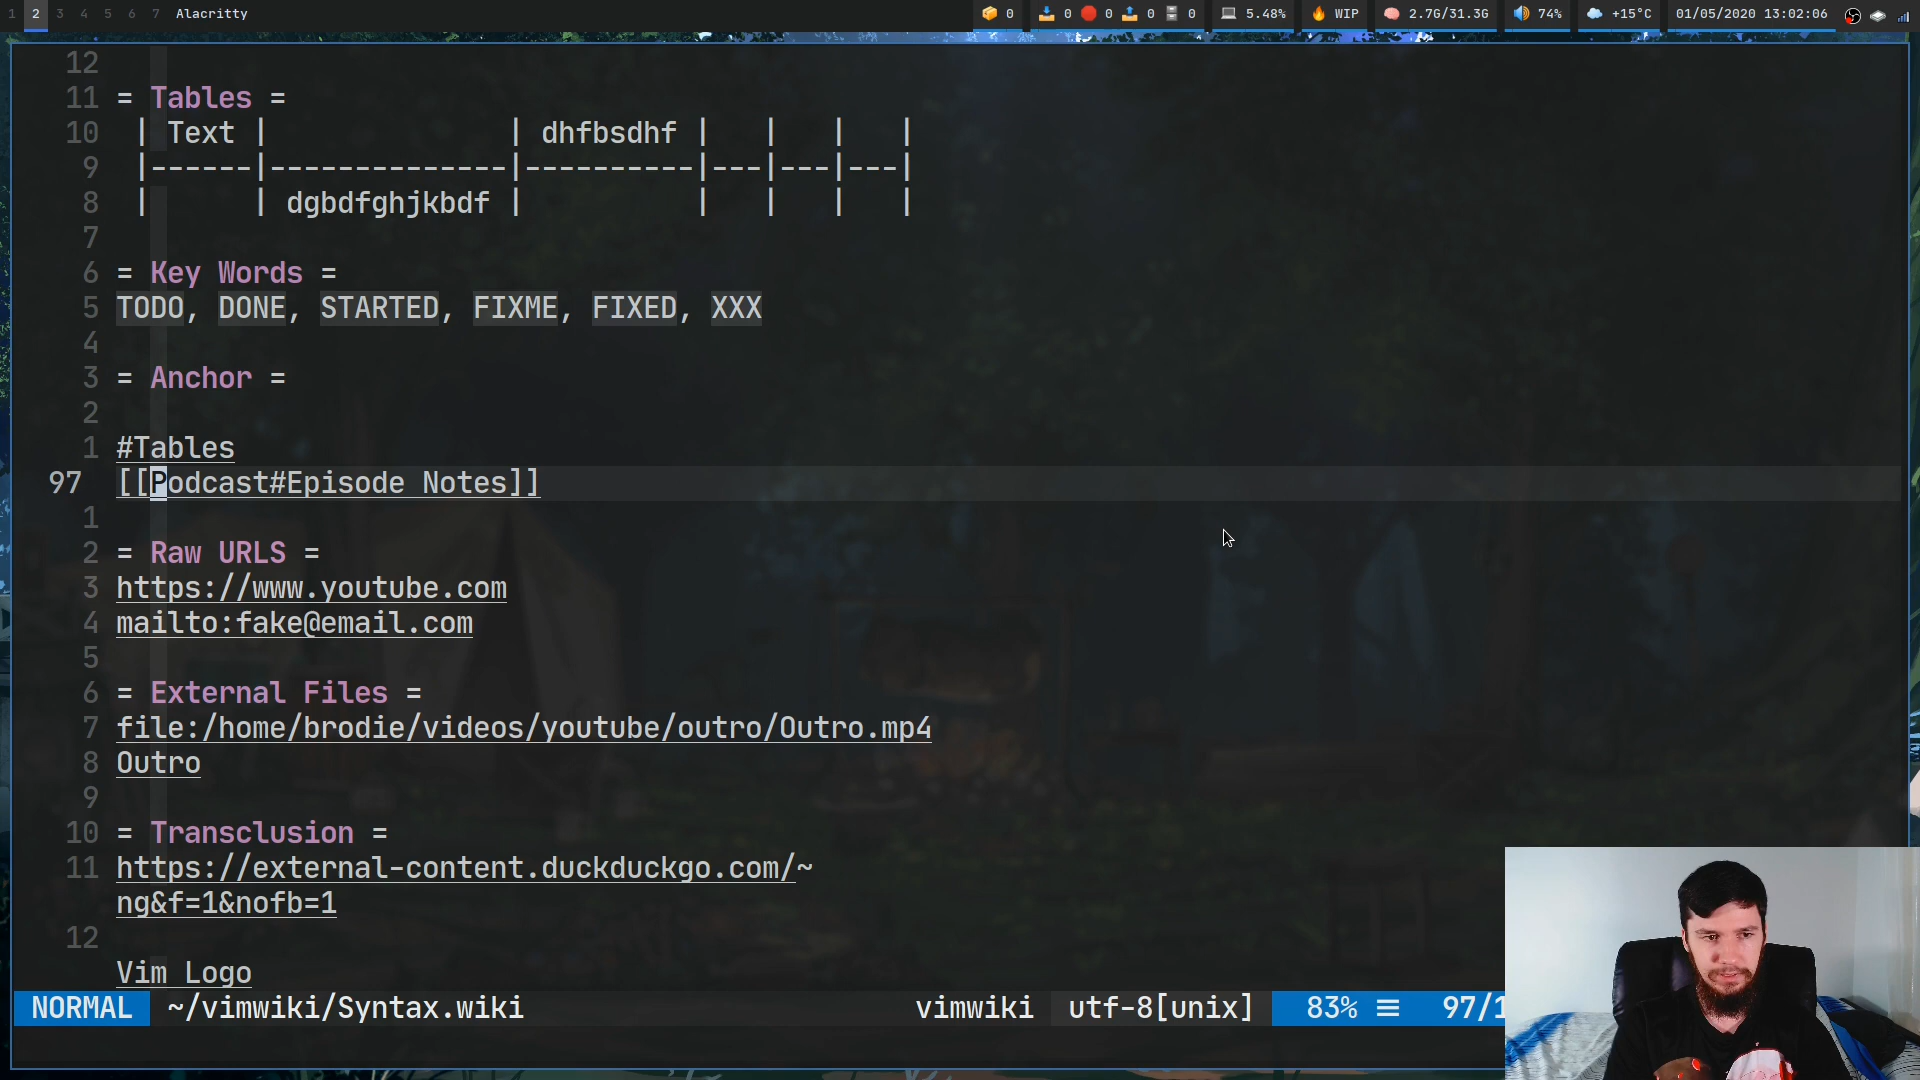 1 2 3 4 5 6 7 Alacritty 0 0 0 0 0 5.48% WIP 2.7G/31.3G 74% +15°C 01/05/2020 13:02:06
12
11 = Tables =
10 | Text | | dhfbsdhf | | | |
9 |------|--------------|----------|---|---|---|
8 | | dgbdfghjkbdf | | | | |
7
6 = Key Words =
5 TODO, DONE, STARTED, FIXME, FIXED, XXX
4
3 = Anchor =
2
1 #Tables
97 [[Podcast#Episode Notes]]
1
2 = Raw URLS =
3 https://www.youtube.com
4 mailto:fake@email.com
5
6 = External Files =
7 file:/home/brodie/videos/youtube/outro/Outro.mp4
8 Outro
9
10 = Transclusion =
11 https://external-content.duckduckgo.com/~
ng&f=1&nofb=1
12
Vim Logo
NORMAL ~/vimwiki/Syntax.wiki vimwiki utf-8[unix] 83% ≡ 97/1